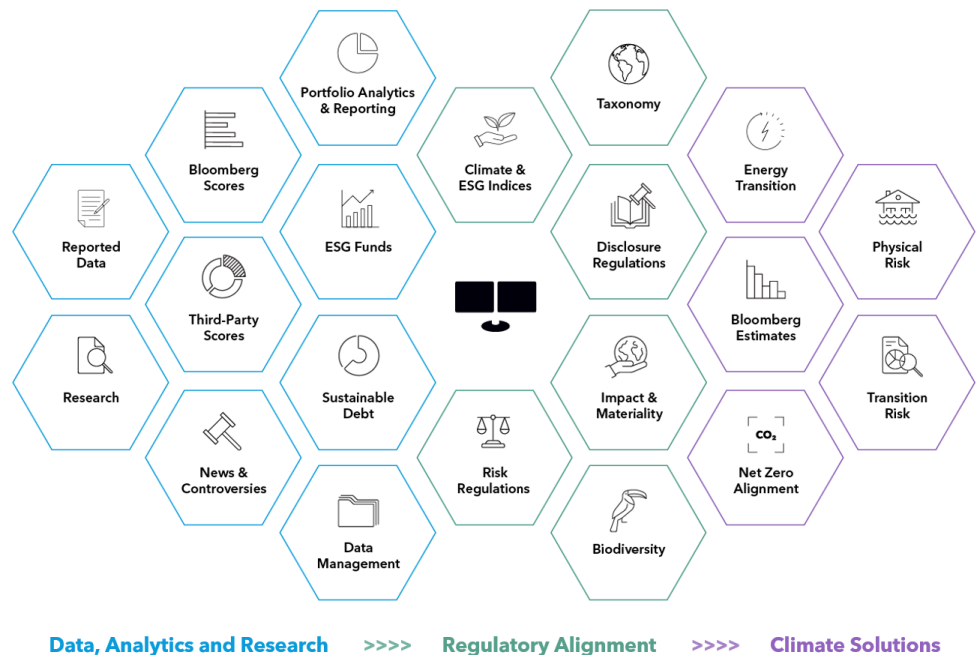 Portfolio Analytics
& Reporting
Taxonomy
Bloomberg
Scores
Climate &
ESG Indices
Energy
Transition
Reported
Data
ESG Funds
Disclosure
Regulations
Physical
Risk
Third-Party
Scores
Bloomberg
Estimates
Research
Sustainable
Debt
Impact
& Materiality
Transition
Risk
News &
Controversies
Risk
Regulations
CO₂
Net Zero
Alignment
Data
Management
Biodiversity
Data, Analytics and Research >>>> Regulatory Alignment >>>> Climate Solutions